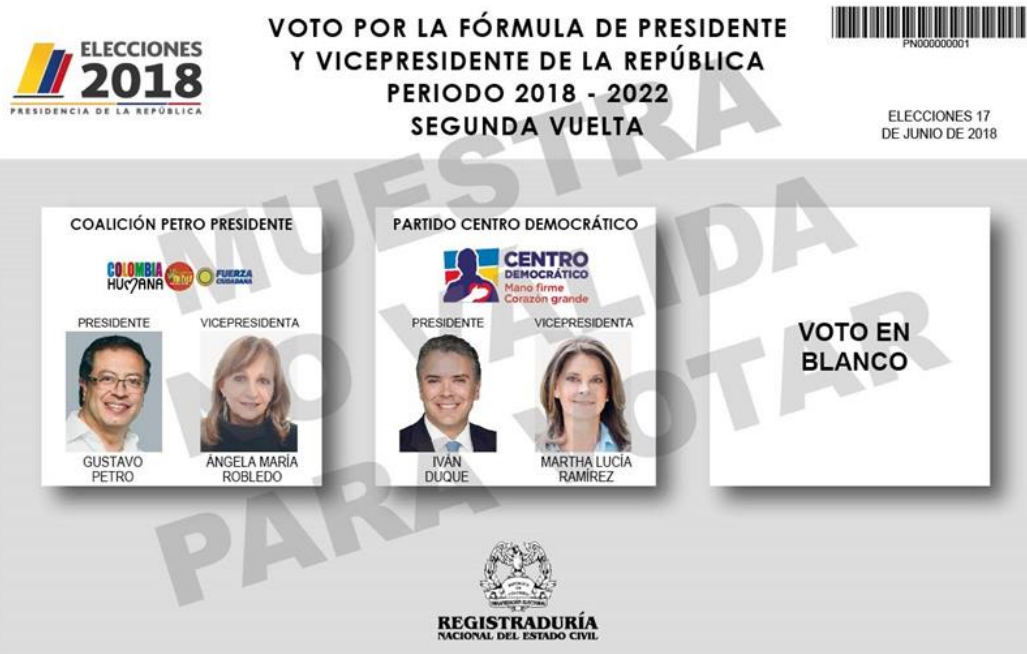 ELECCIONES
2018
PRESIDENCIA DE LA REPÚBLICA
VOTO POR LA FÓRMULA DE PRESIDENTE
Y VICEPRESIDENTE DE LA REPÚBLICA
PERIODO 2018 - 2022
SEGUNDA VUELTA
PN000000001
ELECCIONES 17
DE JUNIO DE 2018
MUESTRA
NO VÁLIDA
PARA VOTAR
COALICIÓN PETRO PRESIDENTE
COLOMBIA
HUMANA
FUERZA
CIUDADANA
PRESIDENTE
VICEPRESIDENTA
GUSTAVO
PETRO
ÁNGELA MARÍA
ROBLEDO
PARTIDO CENTRO DEMOCRÁTICO
CENTRO
DEMOCRÁTICO
Mano firme
Corazón grande
PRESIDENTE
VICEPRESIDENTA
IVÁN
DUQUE
MARTHA LUCÍA
RAMÍREZ
VOTO EN
BLANCO
REGISTRADURÍA
NACIONAL DEL ESTADO CIVIL